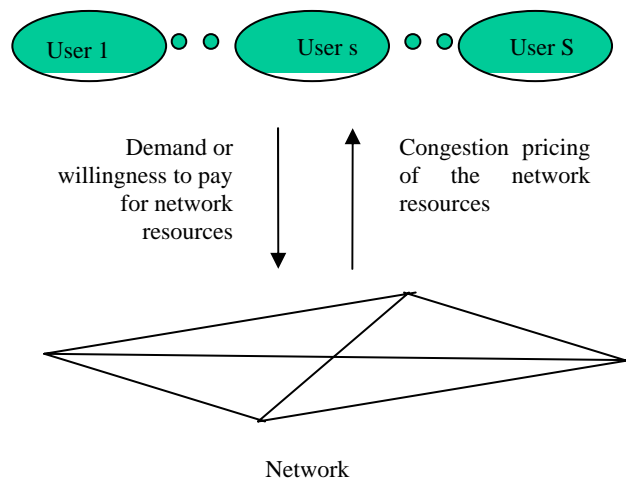 User 1
User s
User S
Demand or
willingness to pay
for network
resources
Congestion pricing
of the network
resources
Network